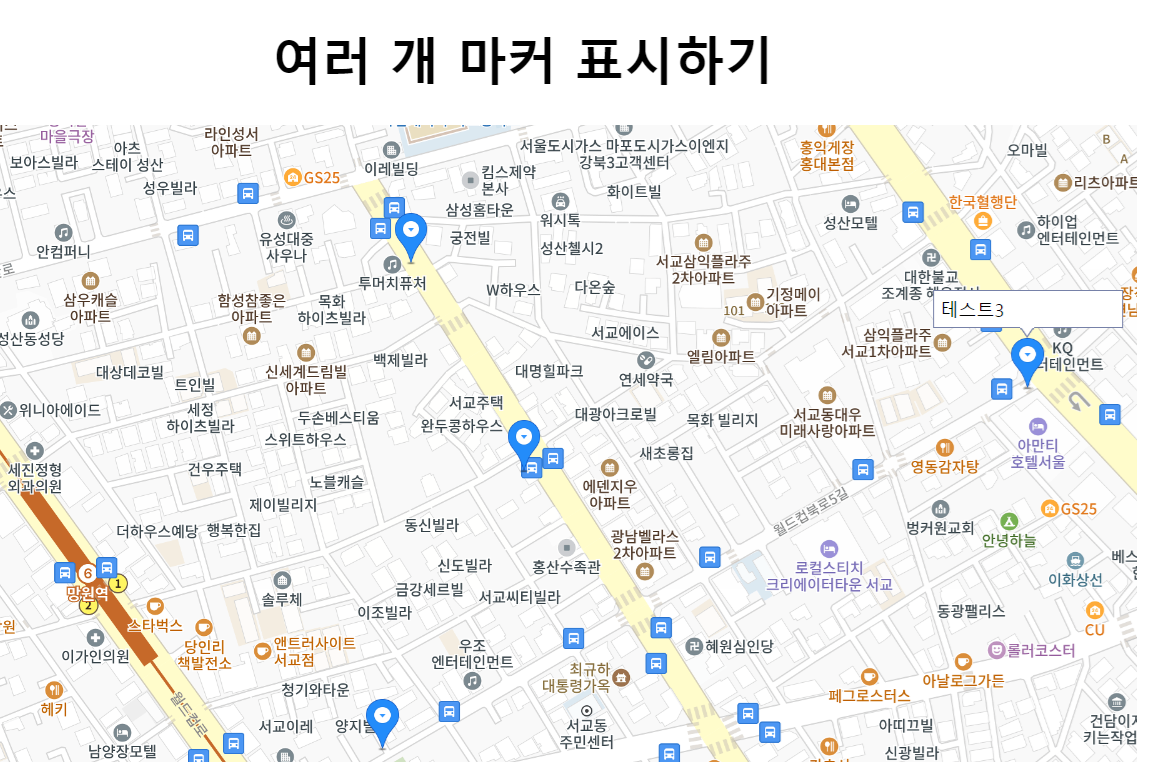 여러 개 마커 표시하기
마을극장
아츠
스테이 성산
보아스빌라
라인성서
아파트
이레빌딩
서울도시가스 마포도시가스이엔지
강북3고객센터
홍익게장
홍대본점
오마빌
B
A
GS25
성우빌라
킴스제약
본사
화이트빌
리츠아파트
한국혈행단
삼성홈타운
워시톡
성산모텔
하이업
엔터테인먼트
안컴퍼니
유성대중
사우나
궁전빌
성산첼시2
서교삼익플라주
2차아파트
대한불교
조계종
투머치퓨처
W하우스
다온숲
기정메이
아파트
101
테스트3
삼우캐슬
아파트
함성참좋은
아파트
목화
하이츠빌라
성산동성당
서교에이스
삼익플라주
서교1차아파트
엘림아파트
KQ
터테인먼트
대상데코빌
트인빌
신세계드림빌
아파트
백제빌라
대명힐파크
연세약국
위니아에이드
세정
하이츠빌라
두손베스티움
서교주택
완두콩하우스
대광아크로빌
목화 빌리지
서교동대우
미래사랑아파트
스위트하우스
새초롱집
영동감자탕
아만티
호텔서울
세진정형
외과의원
건우주택
노블캐슬
에덴지우
아파트
제이빌리지
월드컵북로5길
GS25
더하우스예당
행복한집
동신빌라
광남벨라스
2차아파트
벙커원교회
안녕하늘
홍산수족관
신도빌라
로컬스티치
크리에이터타운 서교
이화상선
6
망원역
1
2
솔루체
금강세르빌
서교씨티빌라
이조빌라
동광팰리스
CU
스타벅스
당인리
책발전소
앤트러사이트
서교점
이가인의원
우조
엔터테인먼트
혜원심인당
롤러코스터
최규하
대통령가옥
헤키
청기와타운
페그로스터스
아날로그가든
월드컵로
서교이레
양지빌
서교동
주민센터
아띠끄빌
남양장모텔
신광빌라